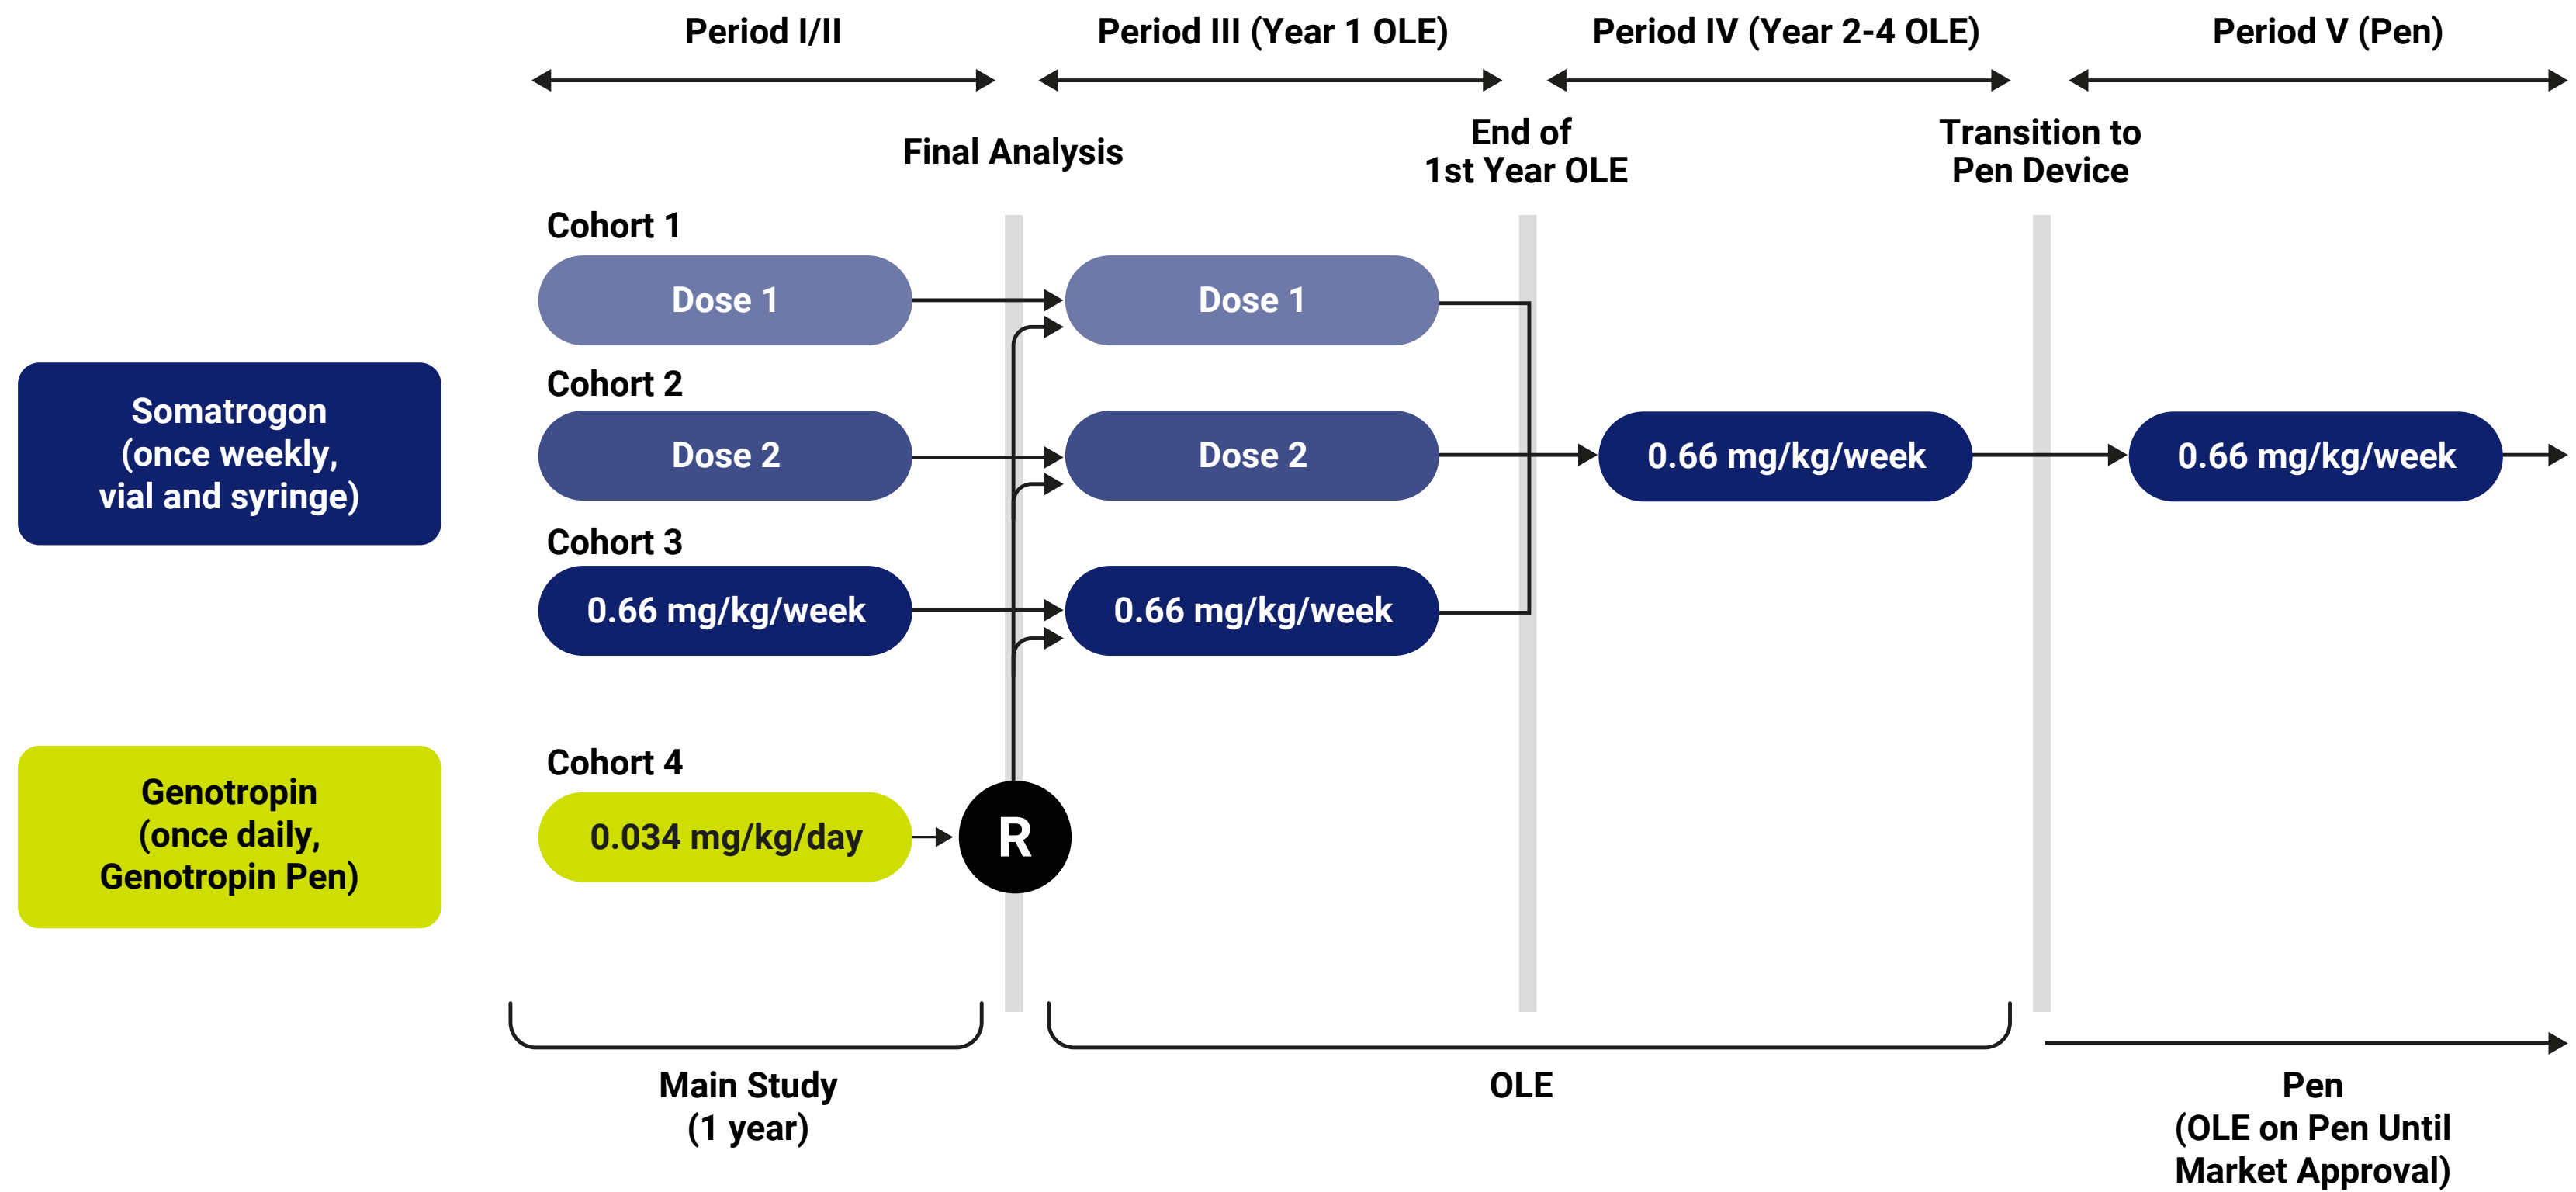 Period I/II
Period III (Year 1 OLE)
Period IV (Year 2-4 OLE)
Period V (Pen)
Final Analysis
End of
1st Year OLE
Transition to
Pen Device
Somatrogon
(once weekly,
vial and syringe)
Cohort 1
Dose 1
Dose 1
Cohort 2
Dose 2
Dose 2
0.66 mg/kg/week
0.66 mg/kg/week
Cohort 3
0.66 mg/kg/week
0.66 mg/kg/week
Genotropin
(once daily,
Genotropin Pen)
Cohort 4
0.034 mg/kg/day
R
Main Study
(1 year)
OLE
Pen
(OLE on Pen Until
Market Approval)